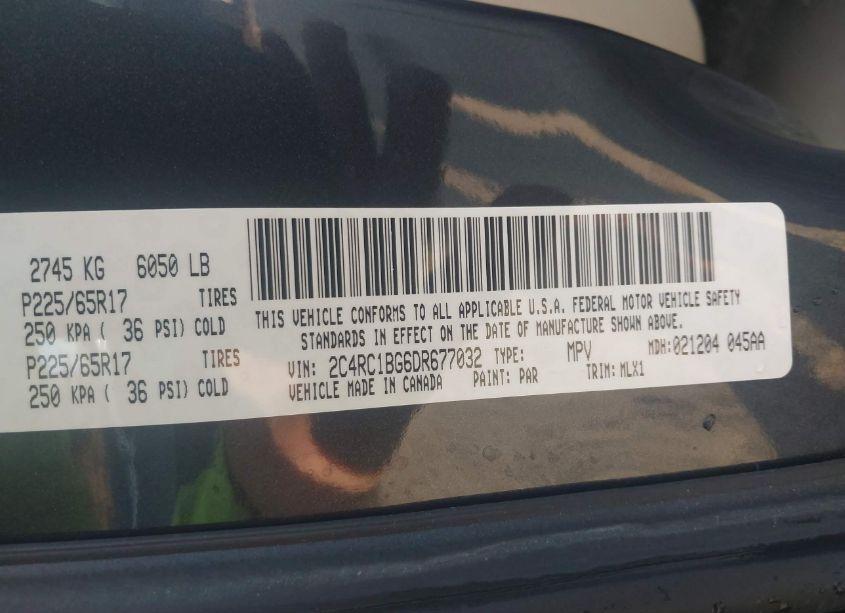 2745 KG 6050 LB
P225/65R17 TIRES
250 KPA ( 36 PSI) COLD
P225/65R17 TIRES
250 KPA ( 36 PSI) COLD
THIS VEHICLE CONFORMS TO ALL APPLICABLE U.S.A. FEDERAL MOTOR VEHICLE SAFETY
STANDARDS IN EFFECT ON THE DATE OF MANUFACTURE SHOWN ABOVE.
VIN: 2C4RC1BG6DR677032 TYPE: MPV MDH:021204 045AA
VEHICLE MADE IN CANADA PAINT: PAR TRIM: MLX1